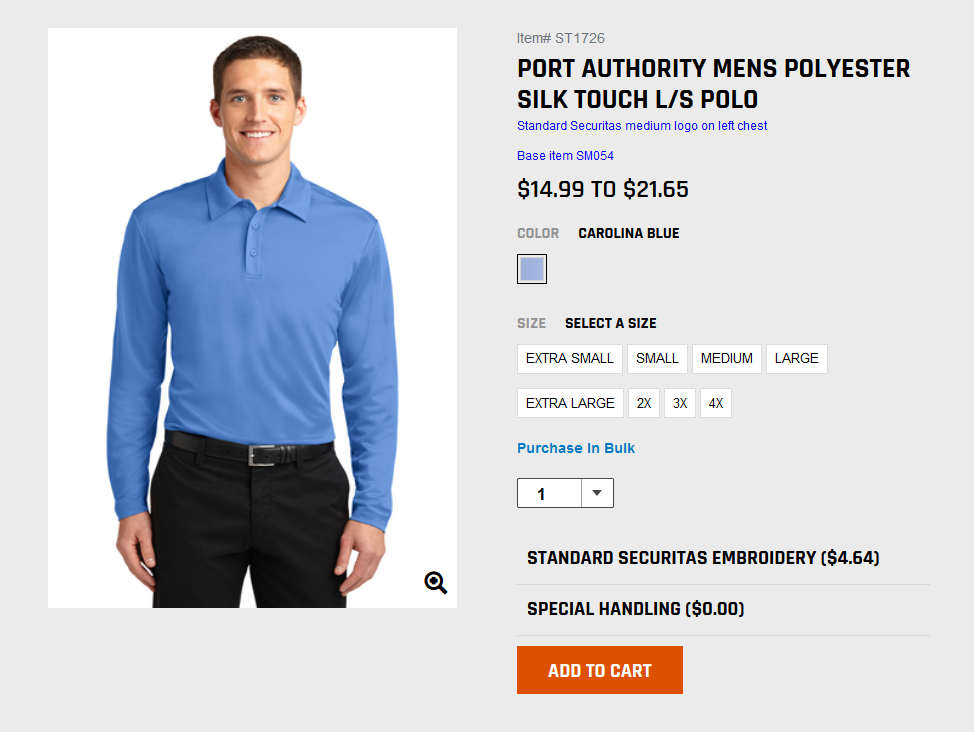 Item# ST1726
PORT AUTHORITY MENS POLYESTER
SILK TOUCH L/S POLO
Standard Securitas medium logo on left chest
Base item SM054
$14.99 TO $21.65
COLOR CAROLINA BLUE
SIZE SELECT A SIZE
EXTRA SMALL SMALL MEDIUM LARGE
EXTRA LARGE 2X 3X 4X
Purchase In Bulk
1
STANDARD SECURITAS EMBROIDERY ($4.64)
SPECIAL HANDLING ($0.00)
ADD TO CART